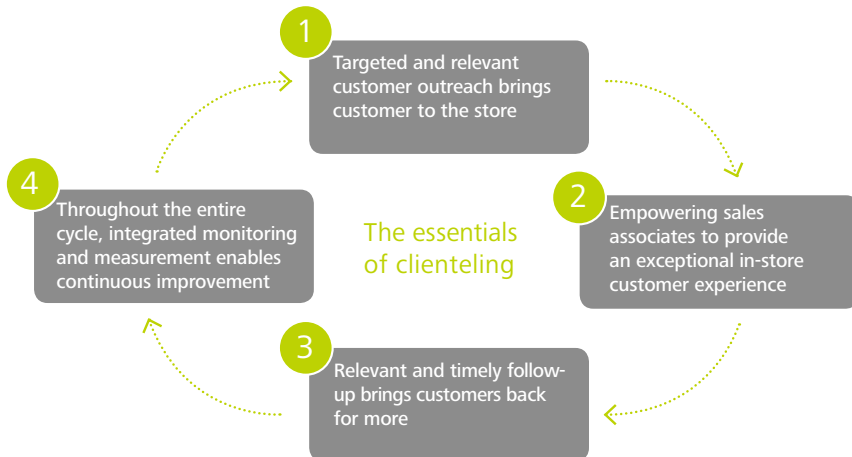 1
Targeted and relevant
customer outreach brings
customer to the store
2
Empowering sales
associates to provide
an exceptional in-store
customer experience
3
Relevant and timely follow-
up brings customers back
for more
4
Throughout the entire
cycle, integrated monitoring
and measurement enables
continuous improvement
The essentials
of clienteling